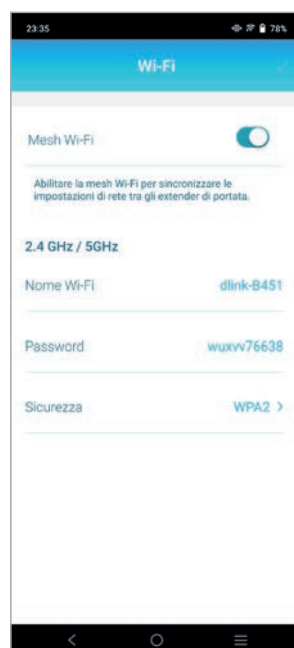 23:35
78%
Wi-Fi
Mesh Wi-Fi
Abilitare la mesh Wi-Fi per sincronizzare le
impostazioni di rete tra gli extender di portata.
2.4 GHz / 5GHz
Nome Wi-Fi dlink-B451
Password wuxvv76638
Sicurezza WPA2 >